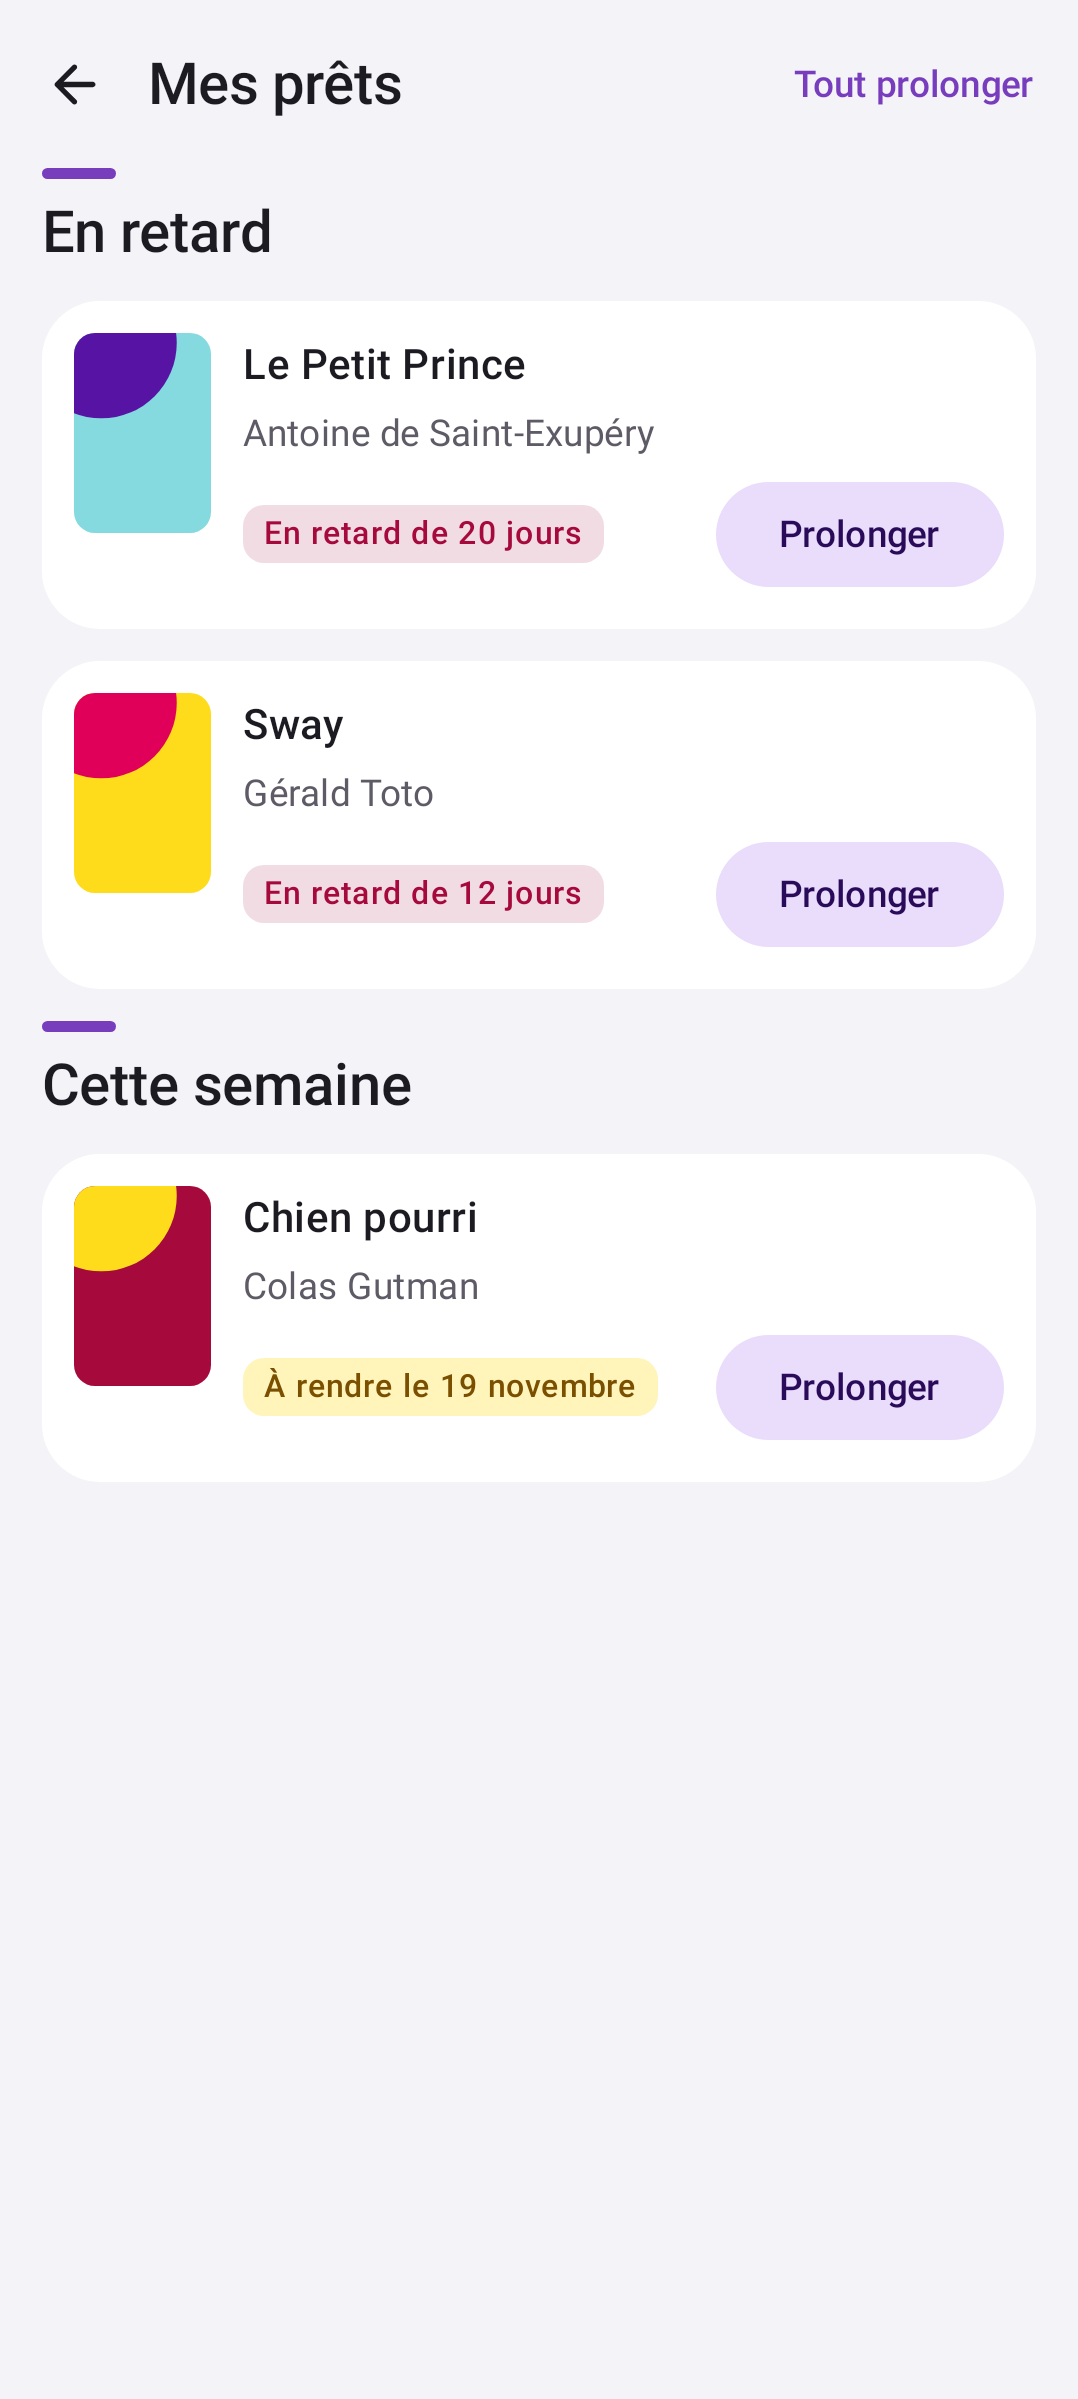 Mes prêts
Tout prolonger
En retard
Le Petit Prince
Antoine de Saint-Exupéry
En retard de 20 jours
Prolonger
Sway
Gérald Toto
En retard de 12 jours
Prolonger
Cette semaine
Chien pourri
Colas Gutman
À rendre le 19 novembre
Prolonger